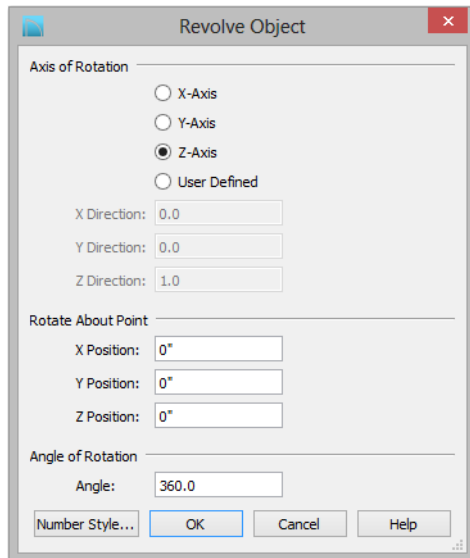 Revolve Object
Axis of Rotation
X-Axis
Y-Axis
Z-Axis
User Defined
X Direction: 0.0
Y Direction: 0.0
Z Direction: 1.0
Rotate About Point
X Position: 0"
Y Position: 0"
Z Position: 0"
Angle of Rotation
Angle: 360.0
Number Style... OK Cancel Help